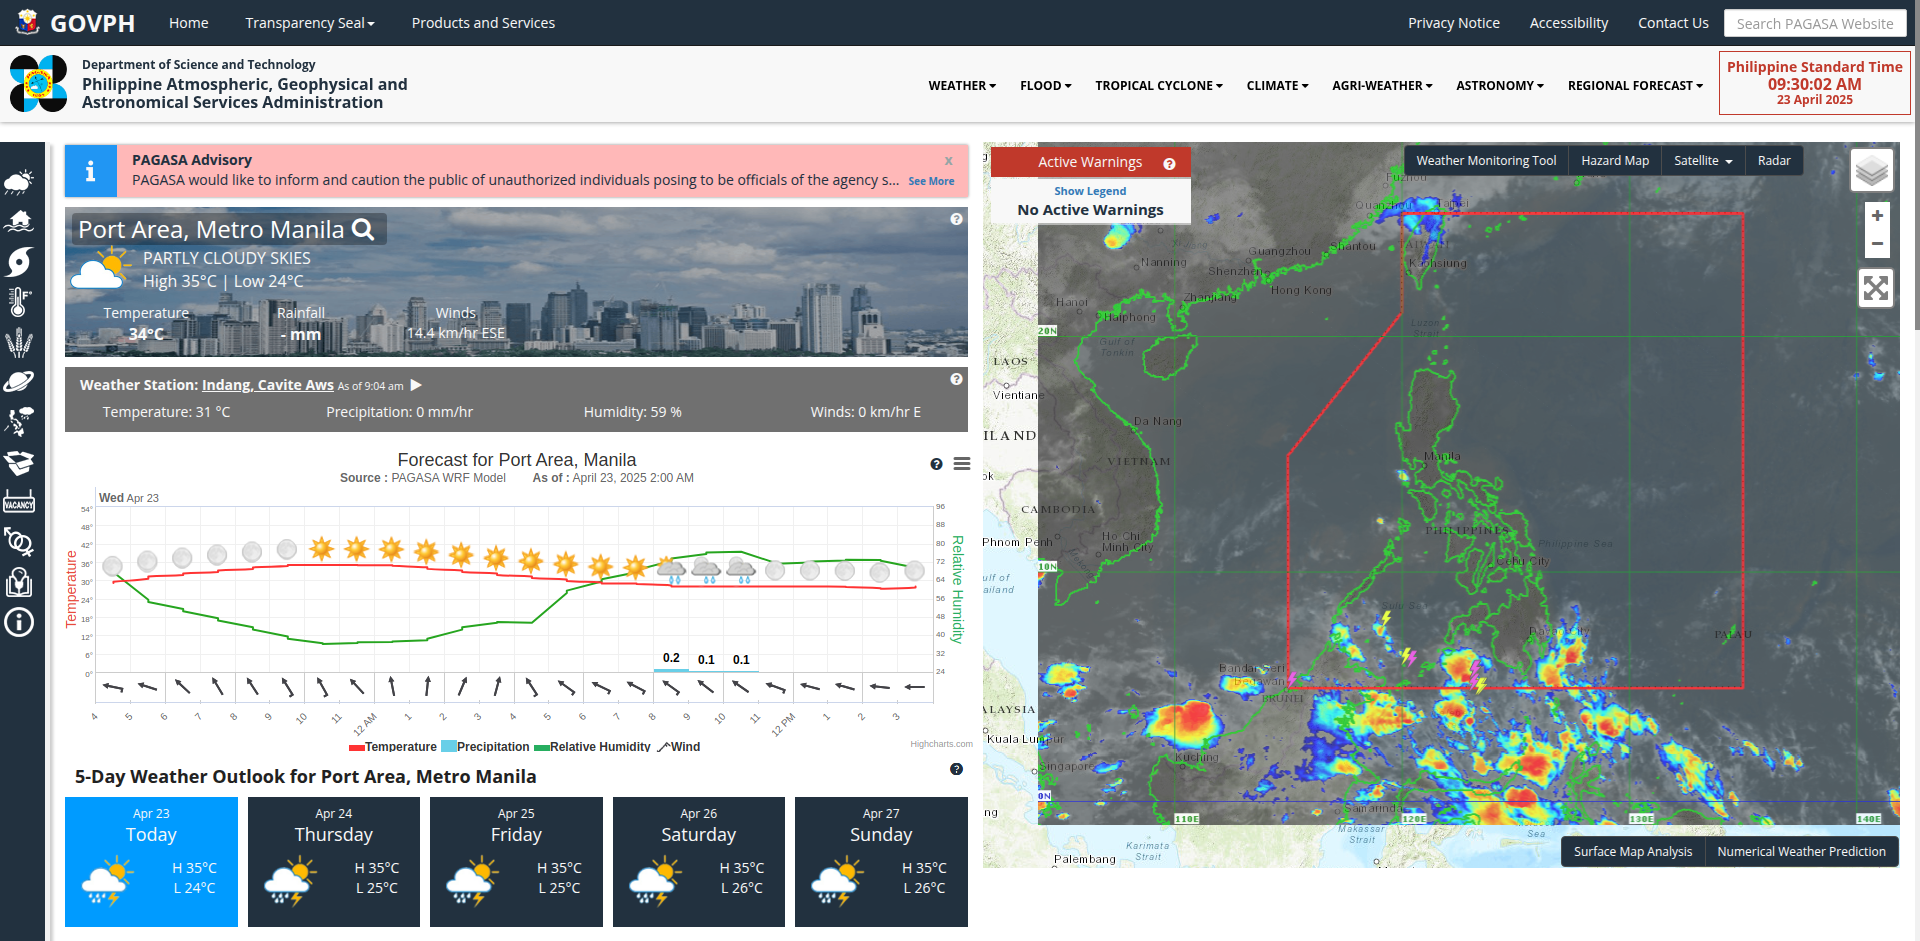 GOVPH
Home
Transparency Seal
Products and Services
Privacy Notice
Accessibility
Contact Us
Search PAGASA Website
Department of Science and Technology
Philippine Atmospheric, Geophysical and
Astronomical Services Administration
WEATHER
FLOOD
TROPICAL CYCLONE
CLIMATE
AGRI-WEATHER
ASTRONOMY
REGIONAL FORECAST
Philippine Standard Time
09:30:02 AM
23 April 2025
VACANCY
PAGASA Advisory
x
PAGASA would like to inform and caution the public of unauthorized individuals posing to be officials of the agency s... See More
Port Area, Metro Manila
PARTLY CLOUDY SKIES
High 35°C | Low 24°C
Temperature
34°C
Rainfall
- mm
Winds
14.4 km/hr ESE
Weather Station: Indang, Cavite Aws As of 9:04 am
Temperature: 31 °C
Precipitation: 0 mm/hr
Humidity: 59 %
Winds: 0 km/hr E
Forecast for Port Area, Manila
Source : PAGASA WRF Model As of : April 23, 2025 2:00 AM
Wed Apr 23
Temperature
54°
48°
42°
36°
30°
24°
18°
12°
6°
0°
96
88
80
72
64
56
48
40
32
24
Relative Humidity
0.2
0.1
0.1
4 5 6 7 8 9 10 11 12 AM 1 2 3 4 5 6 7 8 9 10 11 12 PM 1 2 3
Temperature Precipitation Relative Humidity Wind
Highcharts.com
5-Day Weather Outlook for Port Area, Metro Manila
Apr 23
Today
H 35°C
L 24°C
Apr 24
Thursday
H 35°C
L 25°C
Apr 25
Friday
H 35°C
L 25°C
Apr 26
Saturday
H 35°C
L 26°C
Apr 27
Sunday
H 35°C
L 26°C
Active Warnings
Show Legend
No Active Warnings
Weather Monitoring Tool
Hazard Map
Satellite
Radar
+
−
Fuzhou
Quanzhou
Taipei
Guangzhou
Shantou
Nanning
Kaohsiung
Shenzhen
Hong Kong
Zhanjiang
Hanoi
Haiphong
Luzon
Strait
20N
Gulf of
Tonkin
LAOS
Vientiane
Da Nang
ILAND
Manila
VIETNAM
ok
CAMBODIA
PHILIPPINES
Ho Chi
Minh City
Phnom Penh
Philippine Sea
Cebu City
10N
ulf of
ailand
PALAU
Bandar Seri
Begawan
BRUNEI
ALAYSIA
Kuala Lumpur
Kuching
Singapore
0N
Samarinda
110E
120E
130E
140E
ng
Makassar
Strait
Sea
Karimata
Strait
Palembang
Surface Map Analysis
Numerical Weather Prediction